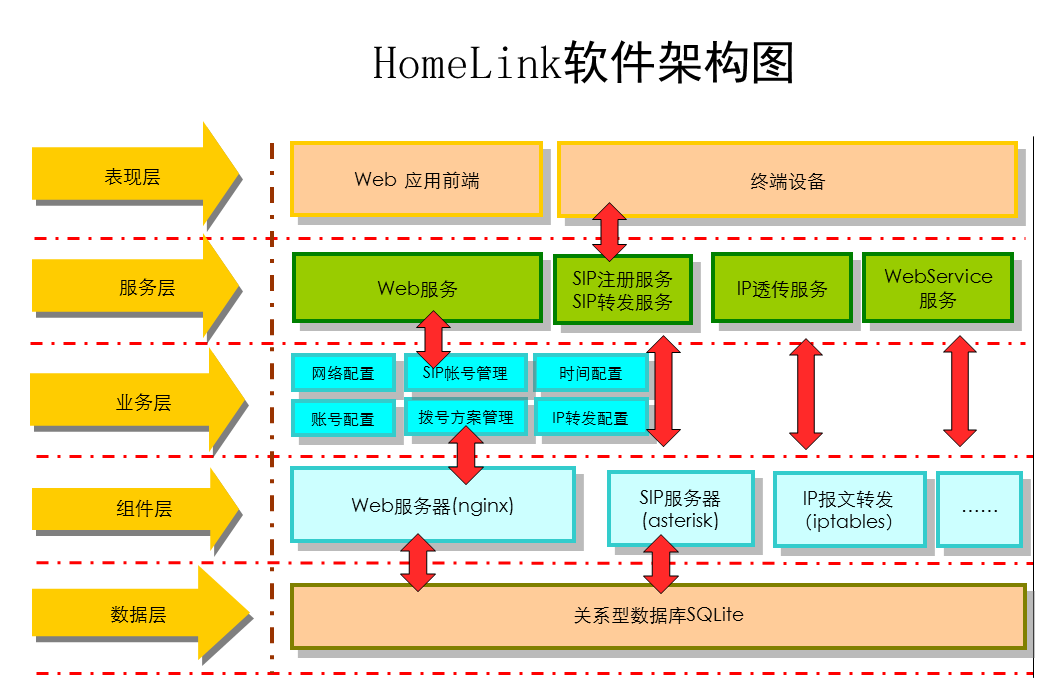 HomeLink软件架构图
表现层
Web 应用前端
终端设备
服务层
Web服务
SIP注册服务
SIP转发服务
IP透传服务
WebService
服务
业务层
网络配置
SIP帐号管理
时间配置
账号配置
拨号方案管理
IP转发配置
组件层
Web服务器(nginx)
SIP服务器
(asterisk)
IP报文转发
（iptables）
……
数据层
关系型数据库SQLite